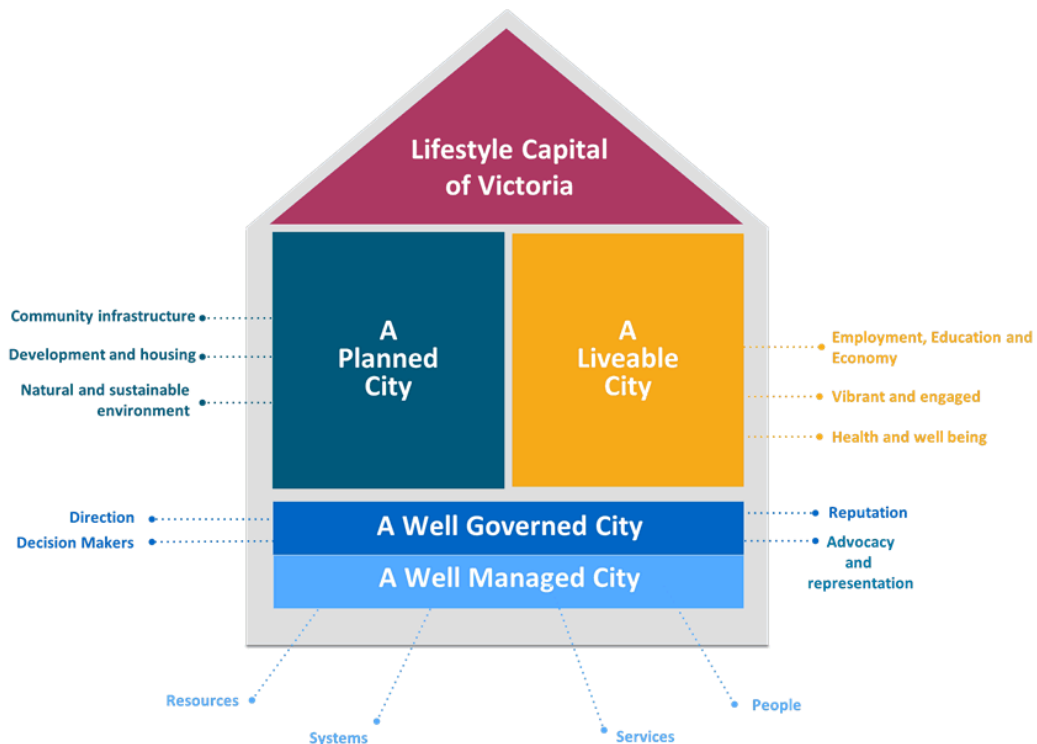 Lifestyle Capital
of Victoria
A
Planned
City
Community infrastructure
Development and housing
Natural and sustainable
environment
A
Liveable
City
Employment, Education and
Economy
Vibrant and engaged
Health and well being
A Well Governed City
Direction
Decision Makers
Reputation
Advocacy
and
representation
A Well Managed City
Resources
Systems
Services
People